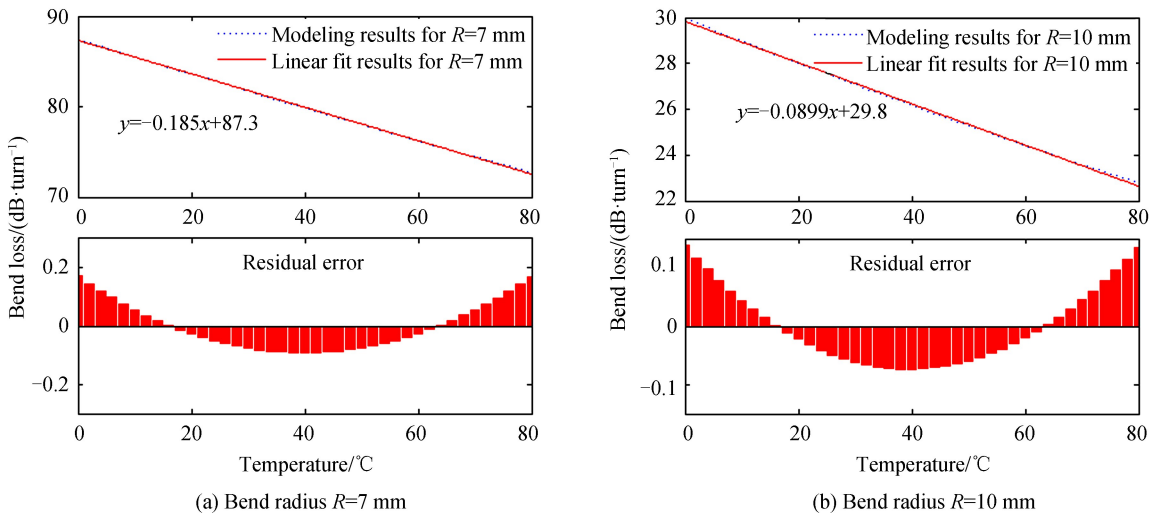 Bend loss/(dB·turn⁻¹)
90
80
70
Modeling results for R=7 mm
Linear fit results for R=7 mm
y=−0.185x+87.3
0 20 40 60 80
0.2
0
−0.2
Residual error
0 20 40 60 80
Temperature/℃
(a) Bend radius R=7 mm
Bend loss/(dB·turn⁻¹)
30
28
26
24
22
Modeling results for R=10 mm
Linear fit results for R=10 mm
y=−0.0899x+29.8
0 20 40 60 80
0.1
0
−0.1
Residual error
0 20 40 60 80
Temperature/℃
(b) Bend radius R=10 mm